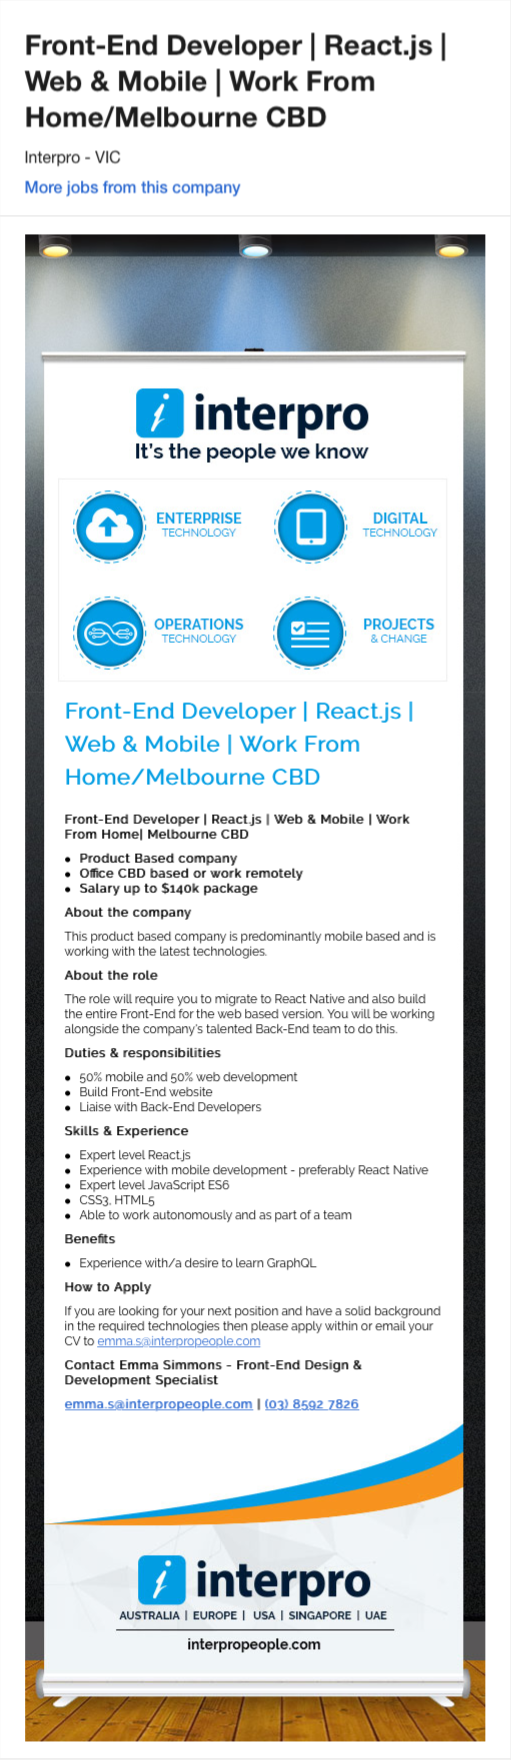 Front-End Developer | React.js |
Web & Mobile | Work From
Home/Melbourne CBD
Interpro - VIC
More jobs from this company
i interpro
It's the people we know
ENTERPRISE
TECHNOLOGY
DIGITAL
TECHNOLOGY
OPERATIONS
TECHNOLOGY
PROJECTS
& CHANGE
Front-End Developer | React.js |
Web & Mobile | Work From
Home/Melbourne CBD
Front-End Developer | React.js | Web & Mobile | Work
From Home| Melbourne CBD
• Product Based company
• Office CBD based or work remotely
• Salary up to $140k package
About the company
This product based company is predominantly mobile based and is
working with the latest technologies.
About the role
The role will require you to migrate to React Native and also build
the entire Front-End for the web based version. You will be working
alongside the company's talented Back-End team to do this.
Duties & responsibilities
• 50% mobile and 50% web development
• Build Front-End website
• Liaise with Back-End Developers
Skills & Experience
• Expert level React.js
• Experience with mobile development - preferably React Native
• Expert level JavaScript ES6
• CSS3, HTML5
• Able to work autonomously and as part of a team
Benefits
• Experience with/a desire to learn GraphQL
How to Apply
If you are looking for your next position and have a solid background
in the required technologies then please apply within or email your
CV to emma.s@interpropeople.com
Contact Emma Simmons - Front-End Design &
Development Specialist
emma.s@interpropeople.com | (03) 8592 7826
i interpro
AUSTRALIA | EUROPE | USA | SINGAPORE | UAE
interpropeople.com